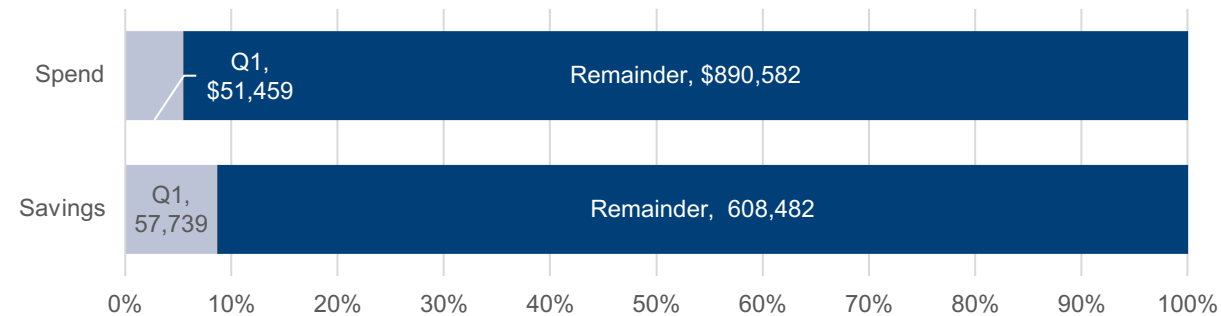 Spend
Q1,
$51,459
Remainder, $890,582
Savings
Q1,
57,739
Remainder,  608,482
0% 10% 20% 30% 40% 50% 60% 70% 80% 90% 100%